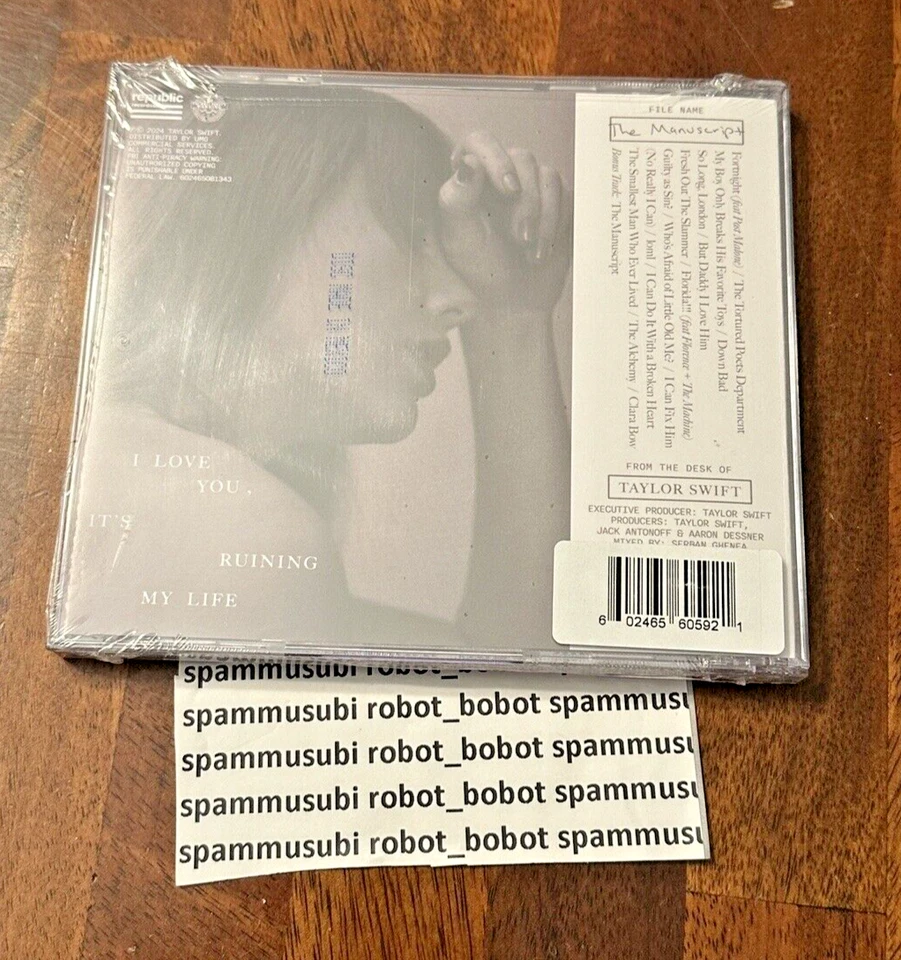 republic
℗© 2024 TAYLOR SWIFT.
DISTRIBUTED BY UMG
COMMERCIAL SERVICES.
ALL RIGHTS RESERVED.
FBI ANTI-PIRACY WARNING:
UNAUTHORIZED COPYING
IS PUNISHABLE UNDER
FEDERAL LAW. 602465081343
I LOVE
YOU,
IT'S
RUINING
MY LIFE
FILE NAME
The Manuscript
Fortnight (feat Post Malone) / The Tortured Poets Department
My Boy Only Breaks His Favorite Toys / Down Bad
So Long, London / But Daddy I Love Him
Fresh Out The Slammer / Florida!!! (feat Florence + The Machine)
Guilty as Sin? / Who's Afraid of Little Old Me? / I Can Fix Him
(No Really I Can) / loml / I Can Do It With a Broken Heart
The Smallest Man Who Ever Lived / The Alchemy / Clara Bow
Bonus Track: The Manuscript
FROM THE DESK OF
TAYLOR SWIFT
EXECUTIVE PRODUCER: TAYLOR SWIFT
PRODUCERS: TAYLOR SWIFT,
JACK ANTONOFF & AARON DESSNER
MIXED BY: SERBAN GHENEA
6 02465 60592 1
spammusubi robot_bobot
spammusubi robot_bobot spammusu
spammusubi robot_bobot spammusu
spammusubi robot_bobot spammusu
spammusubi robot_bobot spammusu